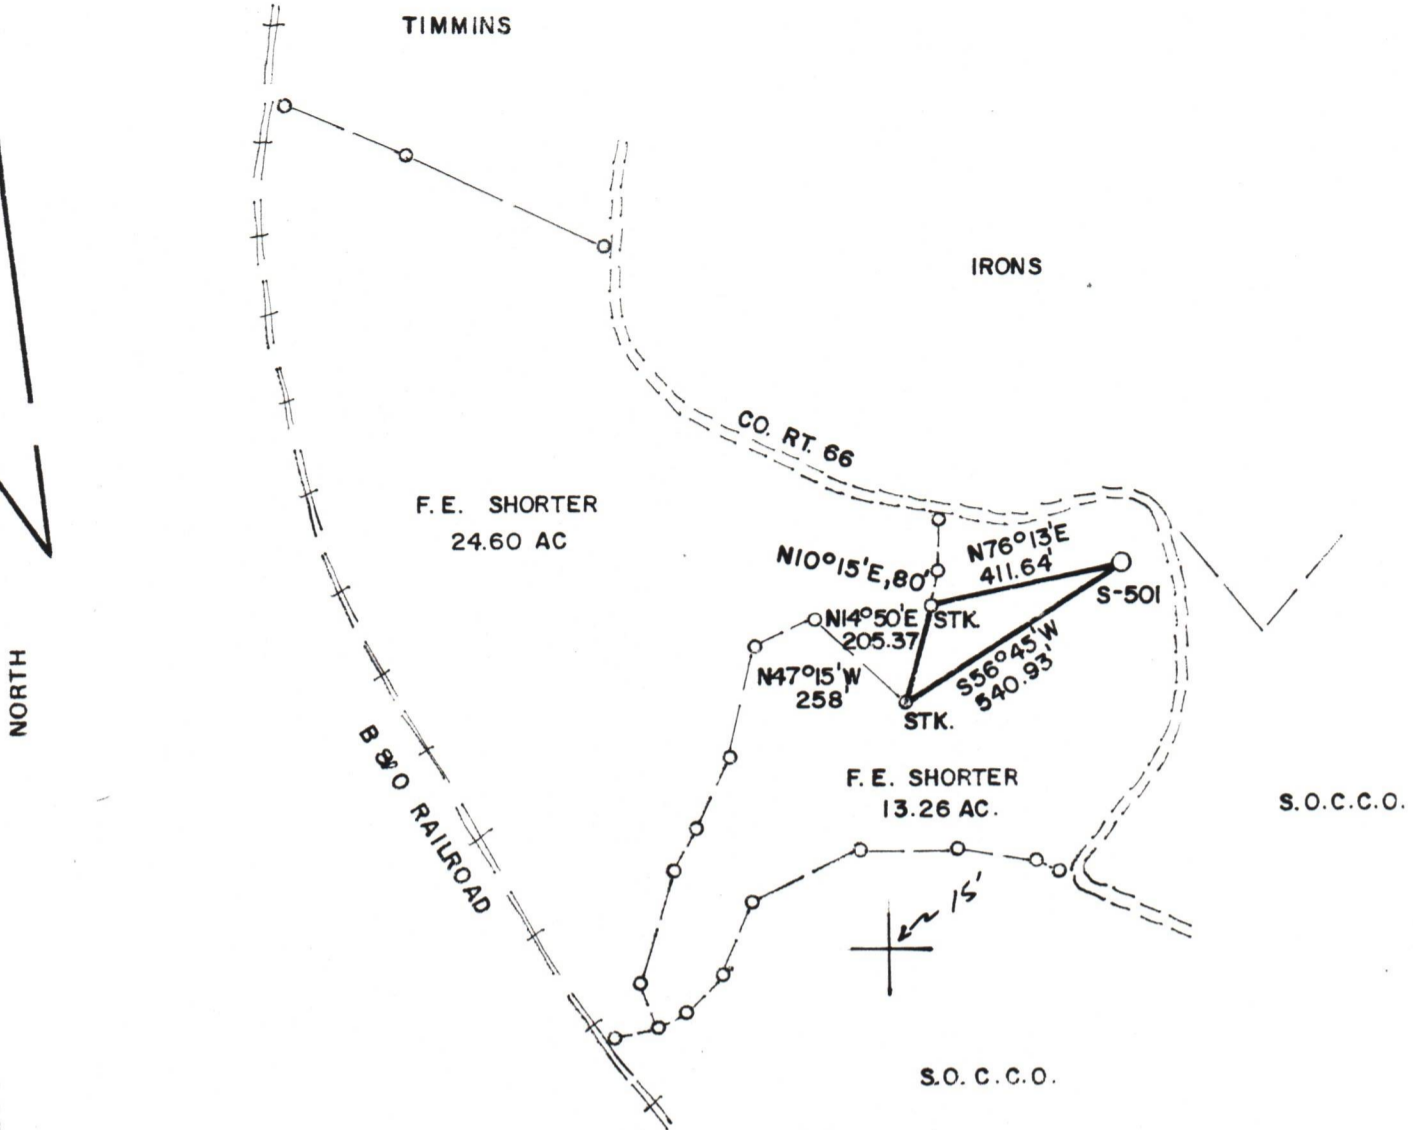 TIMMINS
IRONS
CO. RT. 66
F. E. SHORTER
24.60 AC
N10°15'E,80'
N76°13'E
411.64'
S-501
STK.
N14°50'E
205.37
S56°45'W
540.93'
N47°15'W
258'
STK.
NORTH
B&O RAILROAD
F. E. SHORTER
13.26 AC.
S.O.C.C.O.
15'
S.O.C.C.O.